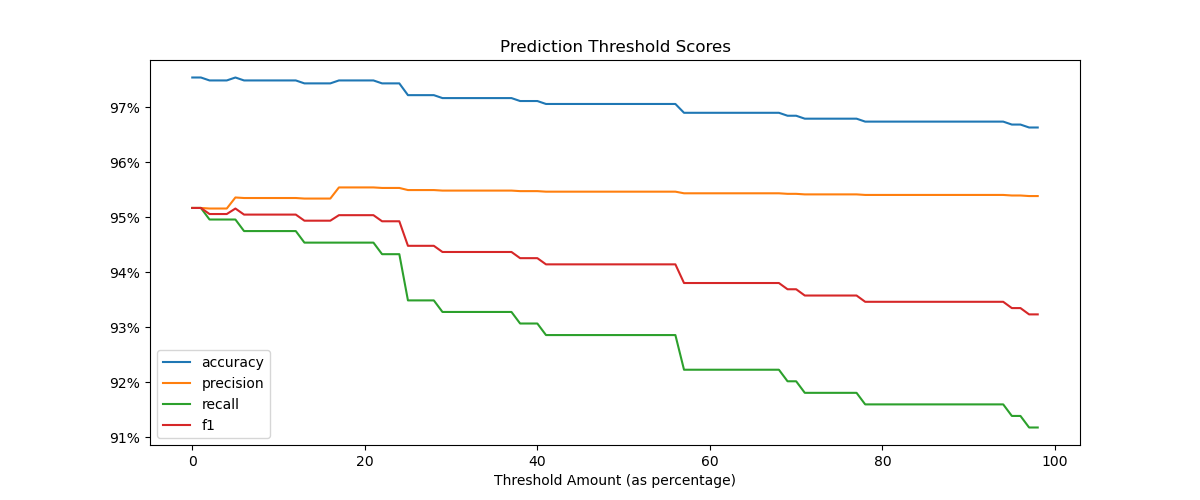 Prediction Threshold Scores
97%
96%
95%
94%
93%
92%
91%
accuracy
precision
recall
f1
0 20 40 60 80 100
Threshold Amount (as percentage)